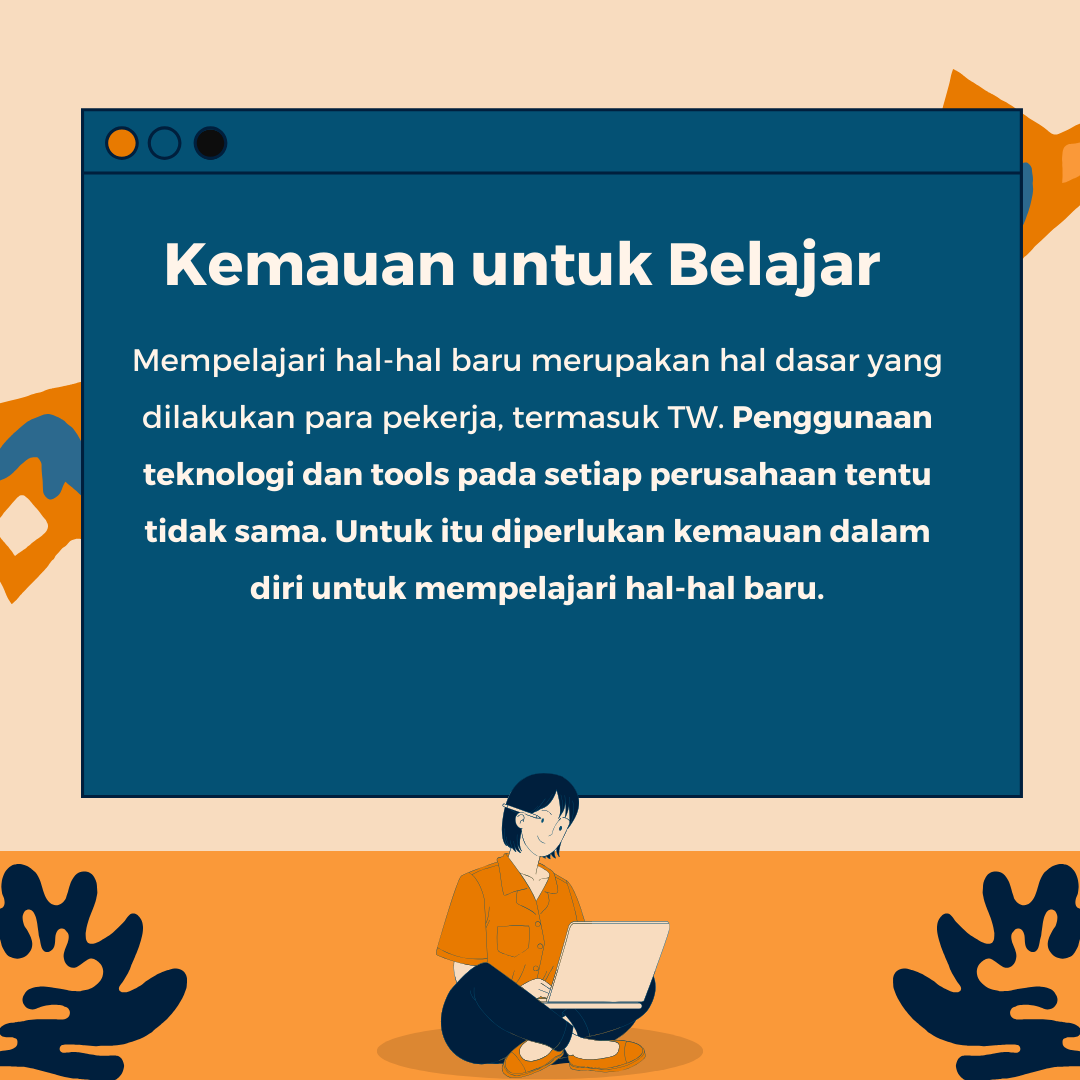 Kemauan untuk Belajar
Mempelajari hal-hal baru merupakan hal dasar yang
dilakukan para pekerja, termasuk TW. Penggunaan
teknologi dan tools pada setiap perusahaan tentu
tidak sama. Untuk itu diperlukan kemauan dalam
diri untuk mempelajari hal-hal baru.